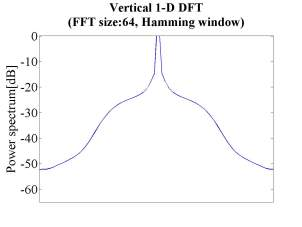 Vertical 1-D DFT
(FFT size:64, Hamming window)
Power spectrum[dB]
0
-10
-20
-30
-40
-50
-60